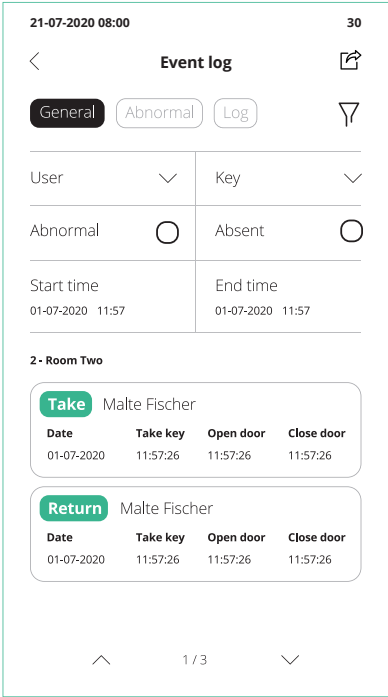 21-07-2020 08:00 30
Event log
General Abnormal Log
User Key
Abnormal Absent
Start time End time
01-07-2020 11:57 01-07-2020 11:57
2 - Room Two
Take Malte Fischer
Date Take key Open door Close door
01-07-2020 11:57:26 11:57:26 11:57:26
Return Malte Fischer
Date Take key Open door Close door
01-07-2020 11:57:26 11:57:26 11:57:26
1 / 3